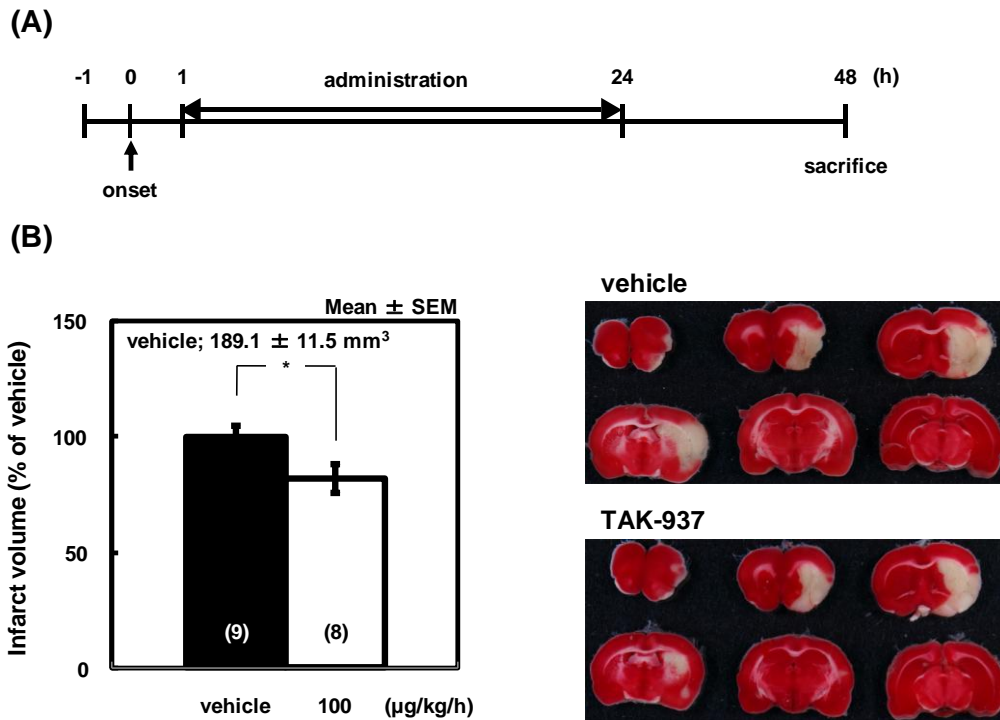 (A)
-1 0 1 administration 24 48 (h)
onset
sacrifice
(B)
Mean ± SEM
vehicle; 189.1 ± 11.5 mm³
*
150
100
50
0
Infarct volume (% of vehicle)
(9) (8)
vehicle 100 (µg/kg/h)
vehicle
TAK-937